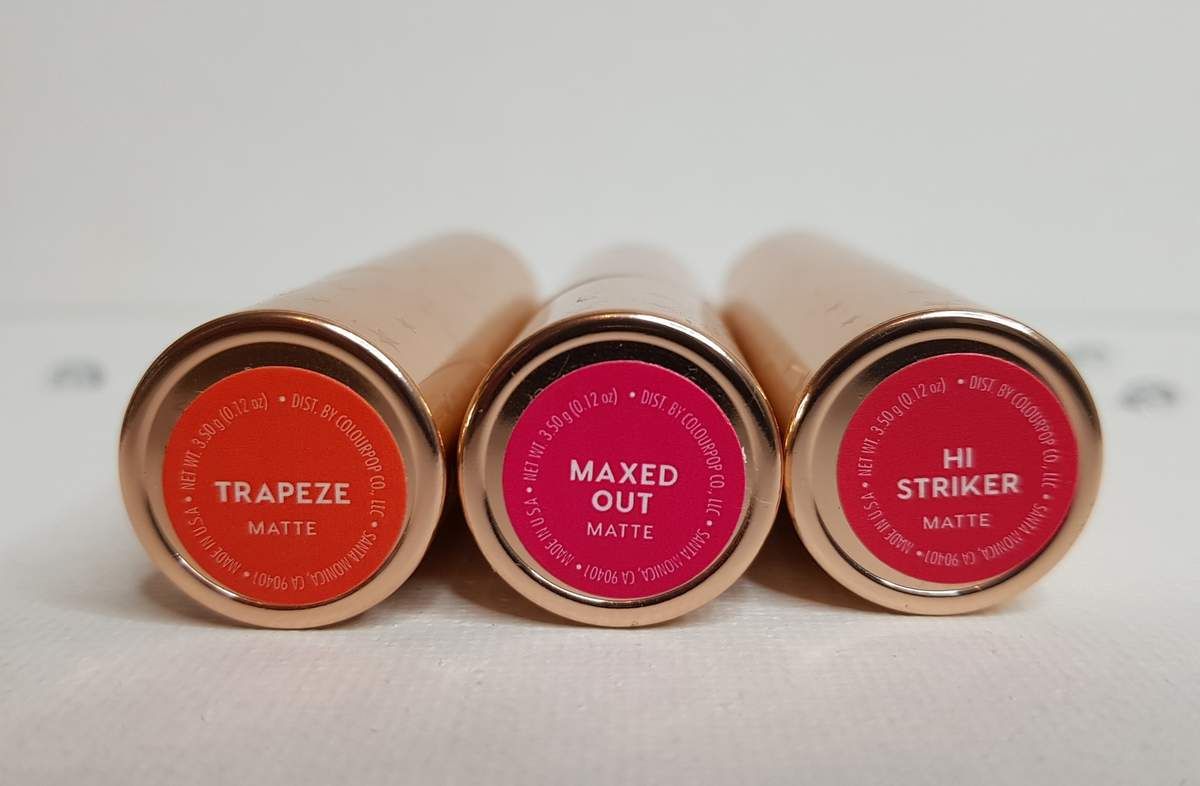 MADE IN U.S.A • NET WT. 3.50 g (0.12 oz) • DIST. BY COLOURPOP CO., LLC • SANTA MONICA, CA 90401 •
TRAPEZE
MATTE
MADE IN U.S.A • NET WT. 3.50 g (0.12 oz) • DIST. BY COLOURPOP CO., LLC • SANTA MONICA, CA 90401 •
MAXED
OUT
MATTE
MADE IN U.S.A • NET WT. 3.50 g (0.12 oz) • DIST. BY COLOURPOP CO., LLC • SANTA MONICA, CA 90401 •
HI
STRIKER
MATTE